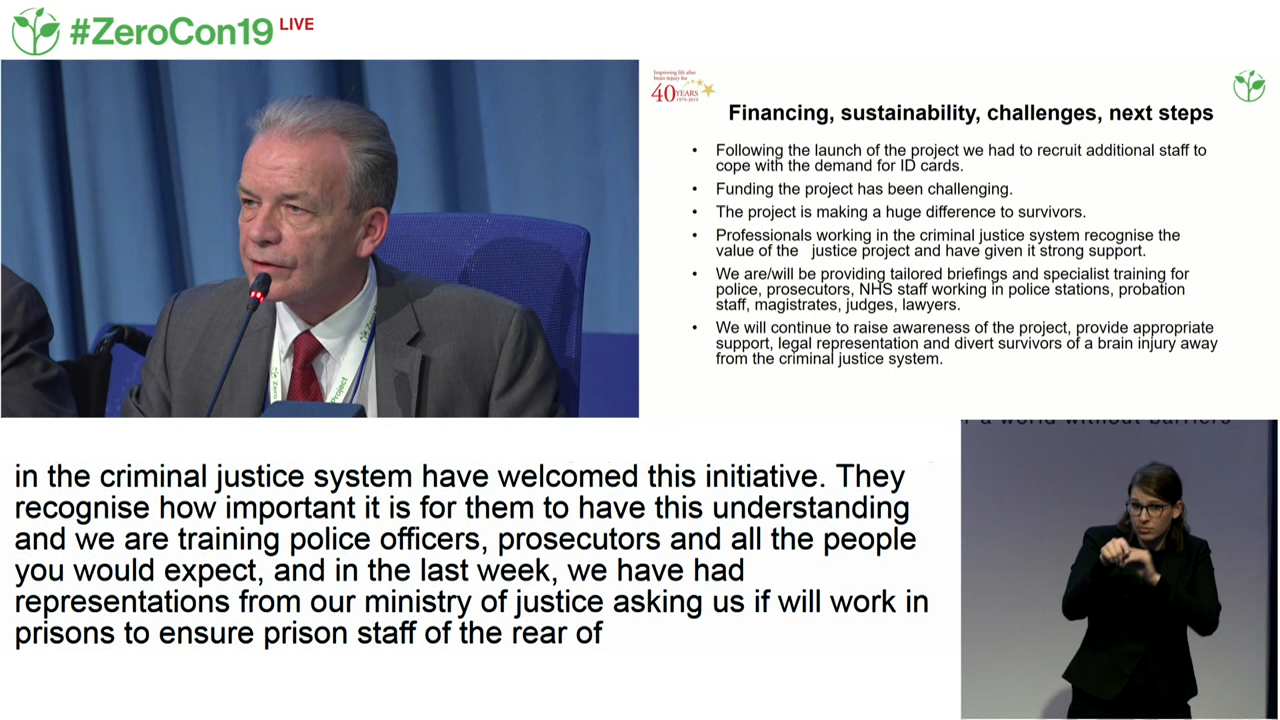 #ZeroCon19 LIVE
Improving life after
brain injury for
40 YEARS
1979-2019
Financing, sustainability, challenges, next steps
• Following the launch of the project we had to recruit additional staff to
cope with the demand for ID cards.
• Funding the project has been challenging.
• The project is making a huge difference to survivors.
• Professionals working in the criminal justice system recognise the
value of the justice project and have given it strong support.
• We are/will be providing tailored briefings and specialist training for
police, prosecutors, NHS staff working in police stations, probation
staff, magistrates, judges, lawyers.
• We will continue to raise awareness of the project, provide appropriate
support, legal representation and divert survivors of a brain injury away
from the criminal justice system.
Zero
Project
in the criminal justice system have welcomed this initiative. They
recognise how important it is for them to have this understanding
and we are training police officers, prosecutors and all the people
you would expect, and in the last week, we have had
representations from our ministry of justice asking us if will work in
prisons to ensure prison staff of the rear of
a world without barriers